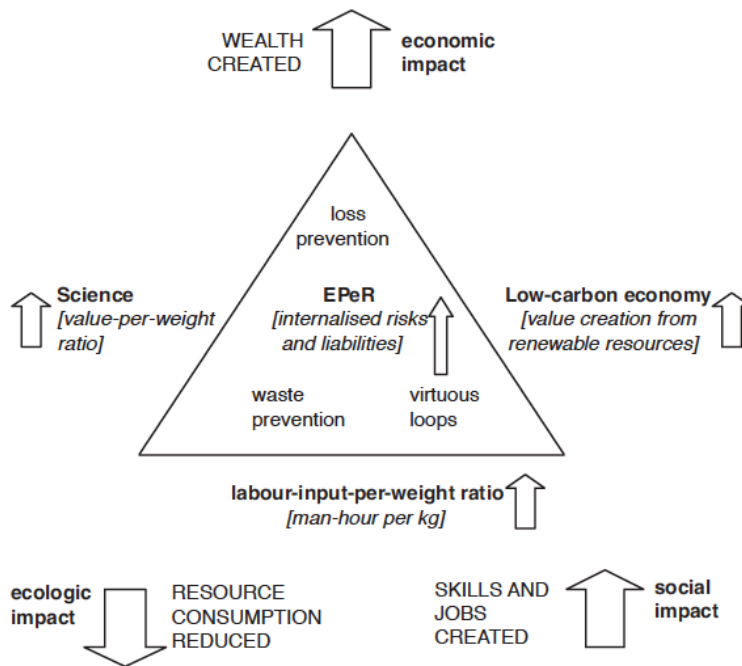 WEALTH
CREATED
economic
impact
loss
prevention
Science
[value-per-weight
ratio]
EPeR
[internalised risks
and liabilities]
Low-carbon economy
[value creation from
renewable resources]
waste
prevention
virtuous
loops
labour-input-per-weight ratio
[man-hour per kg]
ecologic
impact
RESOURCE
CONSUMPTION
REDUCED
SKILLS AND
JOBS
CREATED
social
impact